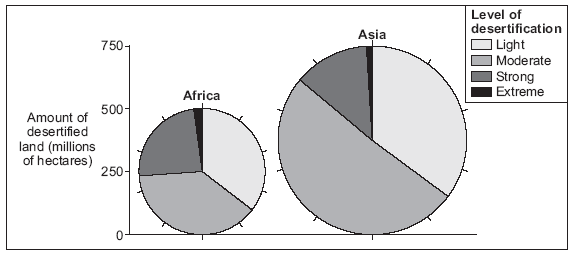 Level of
desertification
Light
Moderate
Strong
Extreme
Asia
Africa
Amount of
desertified
land (millions
of hectares)
750
500
250
0